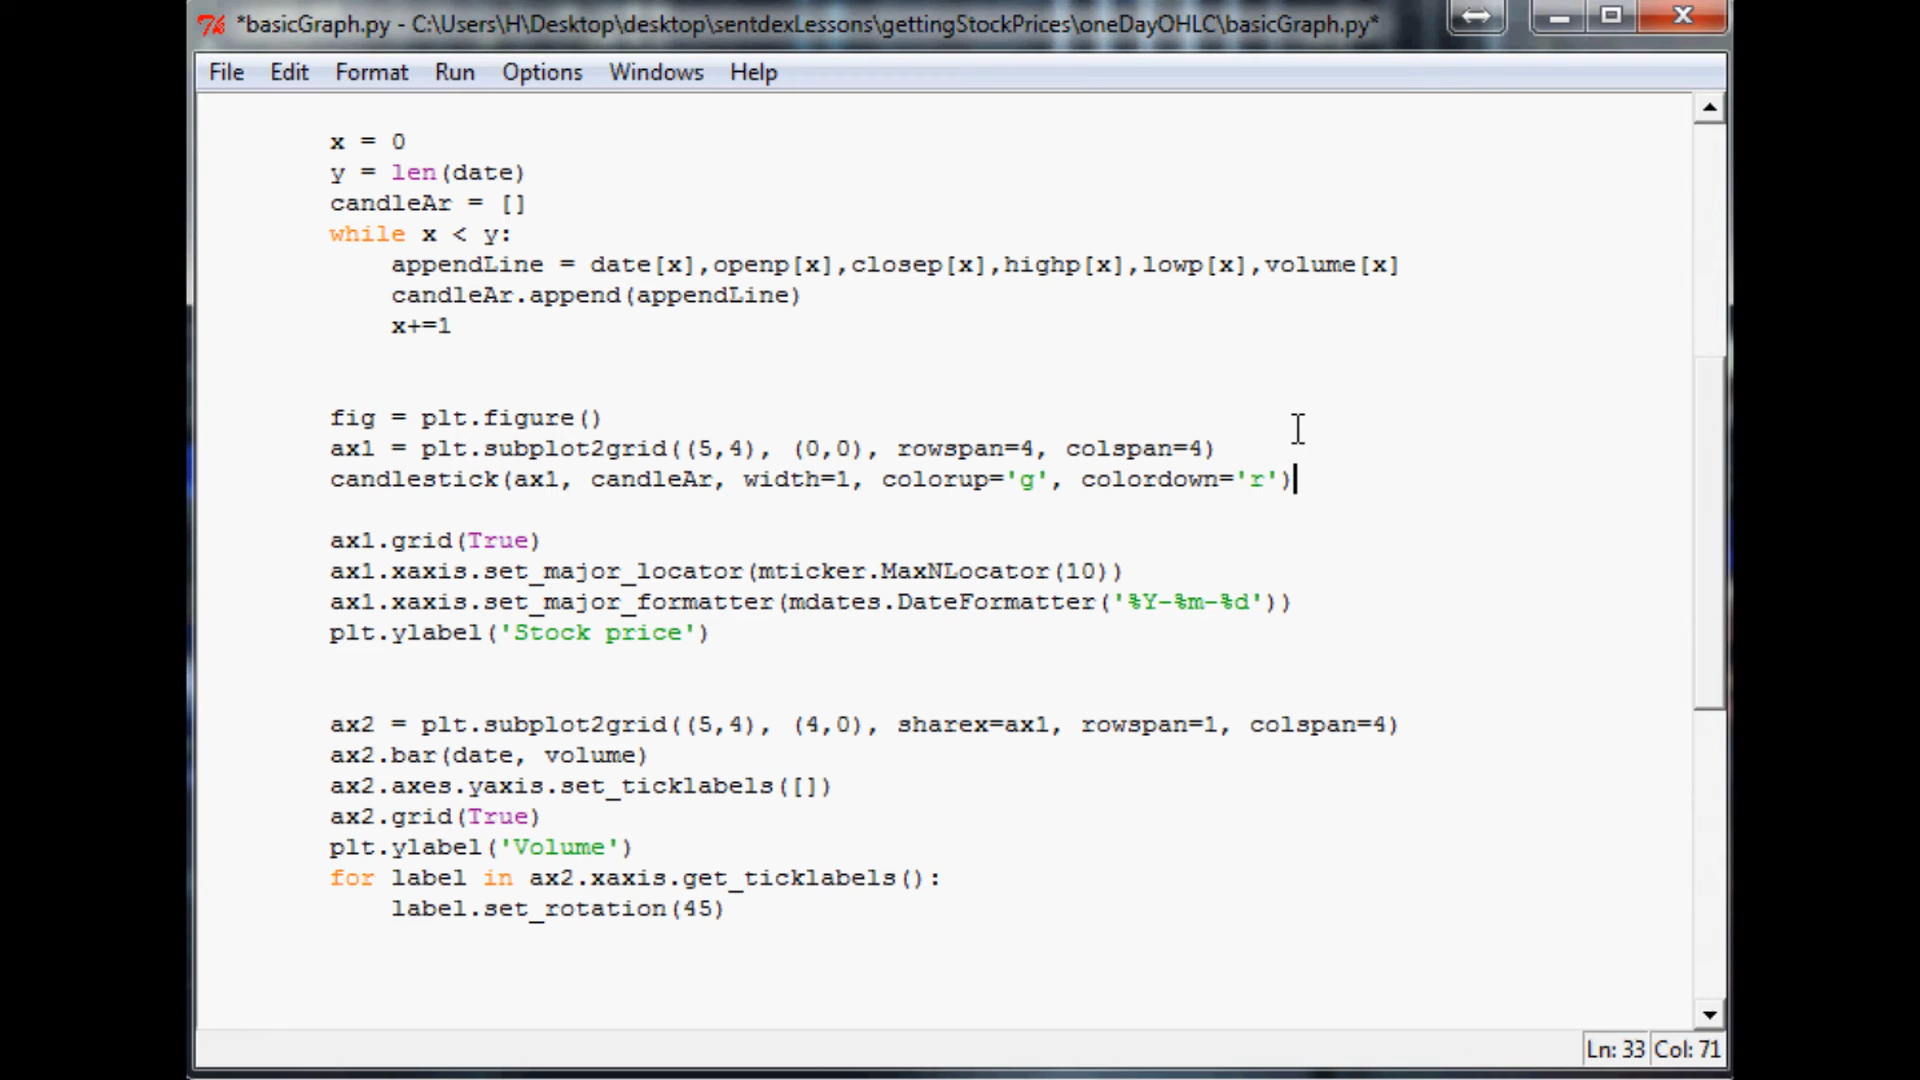 *basicGraph.py - C:\Users\H\Desktop\desktop\sentdexLessons\gettingStockPrices\oneDayOHLC\basicGraph.py*
File Edit Format Run Options Windows Help
x = 0
y = len(date)
candleAr = []
while x < y:
appendLine = date[x],openp[x],closep[x],highp[x],lowp[x],volume[x]
candleAr.append(appendLine)
x+=1
fig = plt.figure()
ax1 = plt.subplot2grid((5,4), (0,0), rowspan=4, colspan=4)
candlestick(ax1, candleAr, width=1, colorup='g', colordown='r')
ax1.grid(True)
ax1.xaxis.set_major_locator(mticker.MaxNLocator(10))
ax1.xaxis.set_major_formatter(mdates.DateFormatter('%Y-%m-%d'))
plt.ylabel('Stock price')
ax2 = plt.subplot2grid((5,4), (4,0), sharex=ax1, rowspan=1, colspan=4)
ax2.bar(date, volume)
ax2.axes.yaxis.set_ticklabels([])
ax2.grid(True)
plt.ylabel('Volume')
for label in ax2.xaxis.get_ticklabels():
label.set_rotation(45)
Ln: 33 Col: 71